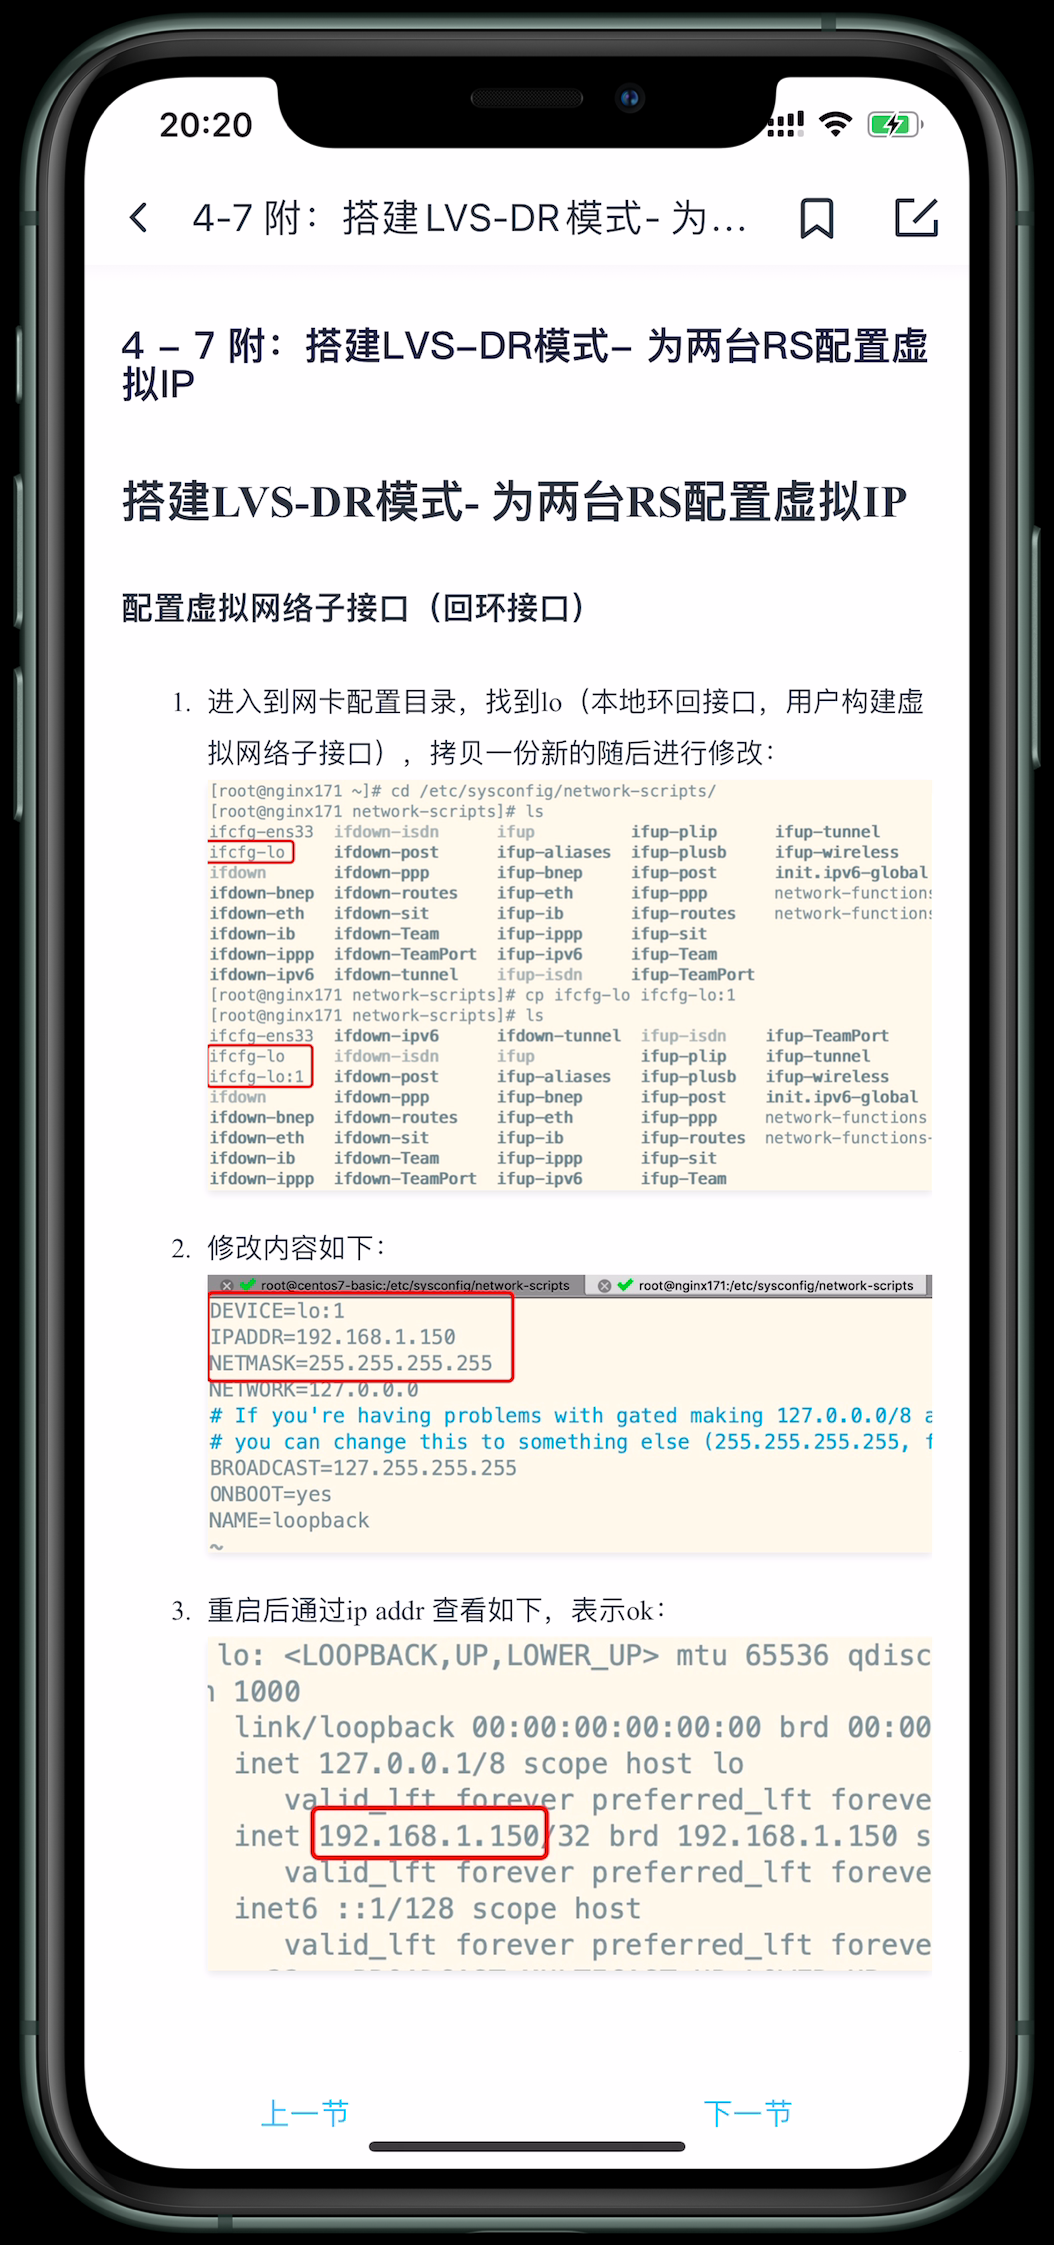 20:20
4-7 附：搭建LVS-DR模式- 为...
4 – 7 附：搭建LVS–DR模式– 为两台RS配置虚
拟IP
搭建LVS-DR模式- 为两台RS配置虚拟IP
配置虚拟网络子接口（回环接口）
1. 进入到网卡配置目录，找到lo（本地环回接口，用户构建虚
拟网络子接口），拷贝一份新的随后进行修改：
[root@nginx171 ~]# cd /etc/sysconfig/network-scripts/
[root@nginx171 network-scripts]# ls
ifcfg-ens33 ifdown-isdn ifup ifup-plip ifup-tunnel
ifcfg-lo ifdown-post ifup-aliases ifup-plusb ifup-wireless
ifdown ifdown-ppp ifup-bnep ifup-post init.ipv6-global
ifdown-bnep ifdown-routes ifup-eth ifup-ppp network-functions
ifdown-eth ifdown-sit ifup-ib ifup-routes network-functions
ifdown-ib ifdown-Team ifup-ippp ifup-sit
ifdown-ippp ifdown-TeamPort ifup-ipv6 ifup-Team
ifdown-ipv6 ifdown-tunnel ifup-isdn ifup-TeamPort
[root@nginx171 network-scripts]# cp ifcfg-lo ifcfg-lo:1
[root@nginx171 network-scripts]# ls
ifcfg-ens33 ifdown-ipv6 ifdown-tunnel ifup-isdn ifup-TeamPort
ifcfg-lo ifdown-isdn ifup ifup-plip ifup-tunnel
ifcfg-lo:1 ifdown-post ifup-aliases ifup-plusb ifup-wireless
ifdown ifdown-ppp ifup-bnep ifup-post init.ipv6-global
ifdown-bnep ifdown-routes ifup-eth ifup-ppp network-functions
ifdown-eth ifdown-sit ifup-ib ifup-routes network-functions-
ifdown-ib ifdown-Team ifup-ippp ifup-sit
ifdown-ippp ifdown-TeamPort ifup-ipv6 ifup-Team
2. 修改内容如下：
root@centos7-basic:/etc/sysconfig/network-scripts root@nginx171:/etc/sysconfig/network-scripts
DEVICE=lo:1
IPADDR=192.168.1.150
NETMASK=255.255.255.255
NETWORK=127.0.0.0
# If you're having problems with gated making 127.0.0.0/8 a
# you can change this to something else (255.255.255.255, f
BROADCAST=127.255.255.255
ONBOOT=yes
NAME=loopback
~
3. 重启后通过ip addr 查看如下，表示ok：
lo: <LOOPBACK,UP,LOWER_UP> mtu 65536 qdisc
n 1000
link/loopback 00:00:00:00:00:00 brd 00:00
inet 127.0.0.1/8 scope host lo
valid_lft forever preferred_lft foreve
inet 192.168.1.150/32 brd 192.168.1.150 s
valid_lft forever preferred_lft foreve
inet6 ::1/128 scope host
valid_lft forever preferred_lft foreve
上一节 下一节